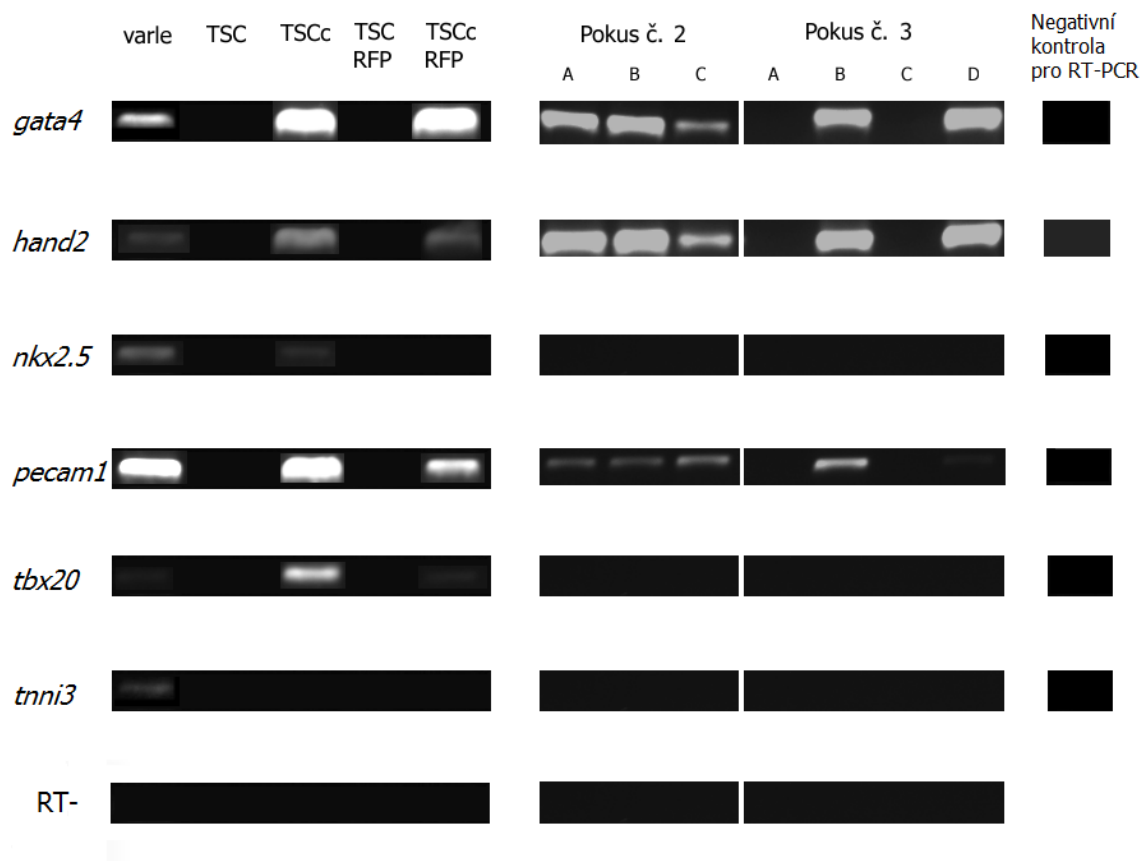 varle TSC TSCc TSC RFP TSCc RFP
Pokus č. 2 Pokus č. 3
Negativní
kontrola
pro RT-PCR
A B C A B C D
gata4
hand2
nkx2.5
pecam1
tbx20
tnni3
RT-